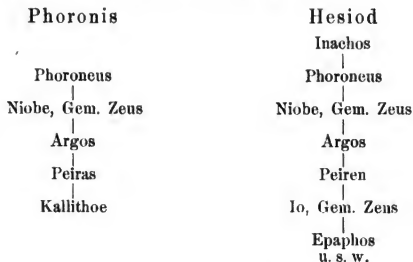 Phoronis
Phoroneus
Niobe, Gem. Zeus
Argos
Peiras
Kallithoe
Hesiod
Inachos
Phoroneus
Niobe, Gem. Zeus
Argos
Peiren
Io, Gem. Zeus
Epaphos
u. s. w.